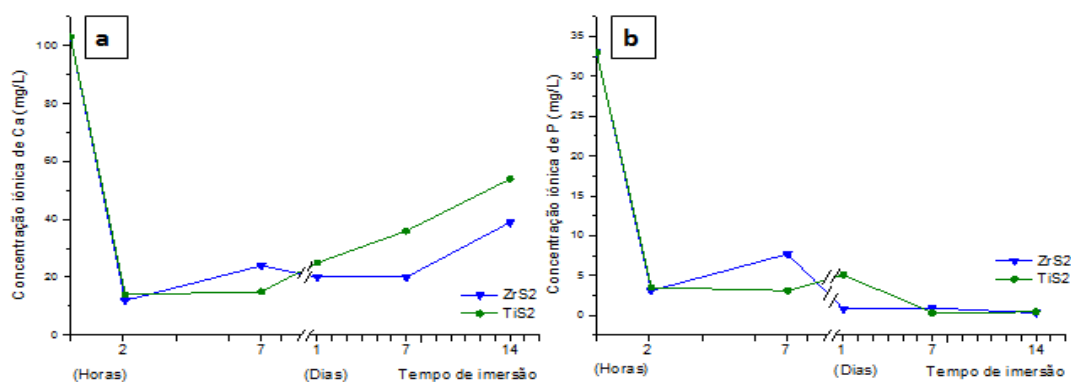 a
Concentração iónica de Ca (mg/L)
100
80
60
40
20
0
ZrS2
TiS2
2
7
1
7
14
(Horas)
(Dias)
Tempo de imersão
b
Concentração iónica de P (mg/L)
35
30
25
20
15
10
5
0
ZrS2
TiS2
2
7
1
7
14
(Horas)
(Dias)
Tempo de imersão